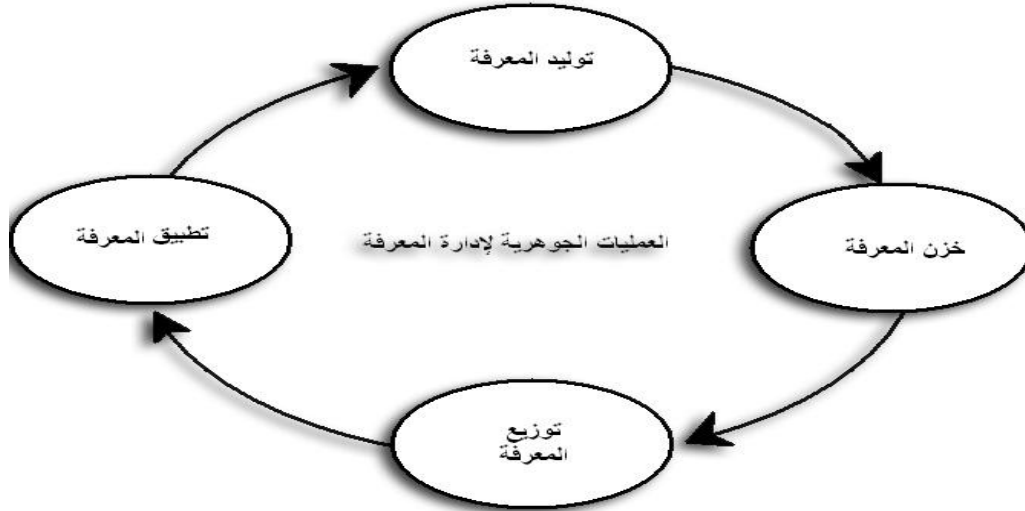 توليد المعرفة
خزن المعرفة
توزيع
المعرفة
تطبيق المعرفة
العمليات الجوهرية لإدارة المعرفة